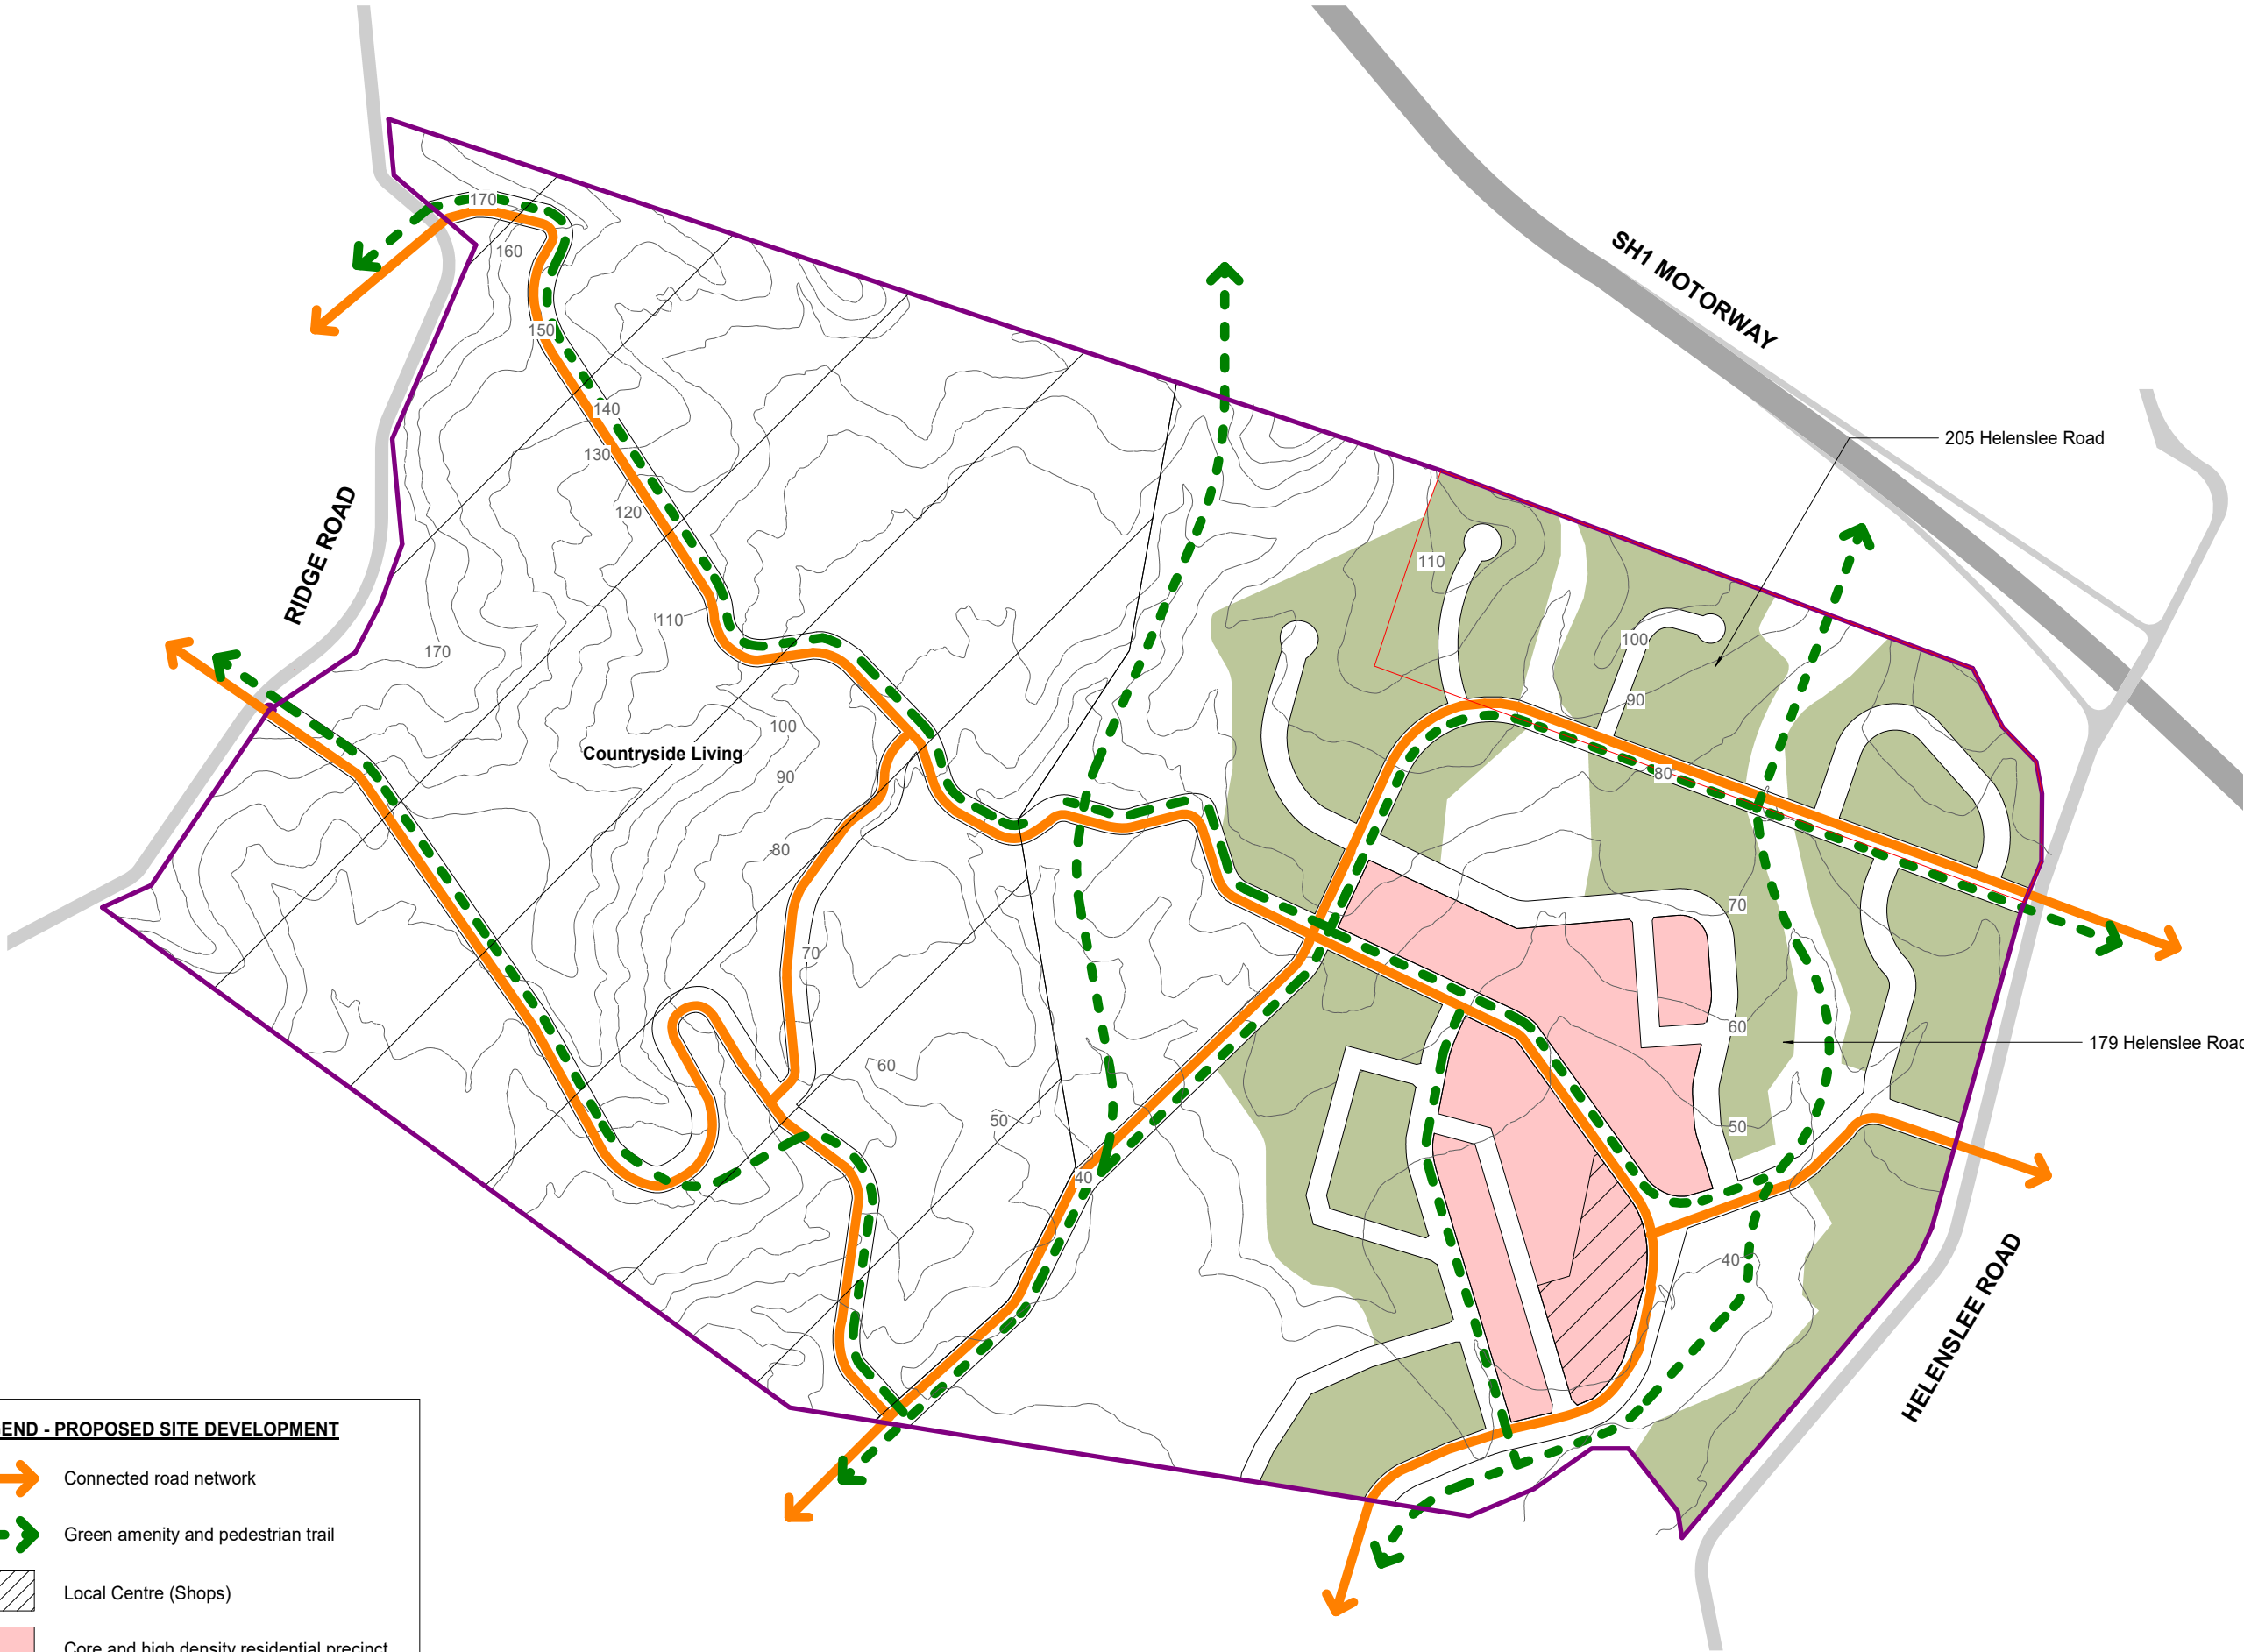 SH1 MOTORWAY
170
160
150
205 Helenslee Road
140
130
120
110
RIDGE ROAD
110
100
170
90
100
Countryside Living
80
90
80
70
70
60
179 Helenslee Road
60
50
50
40
40
HELENSLEE ROAD
END - PROPOSED SITE DEVELOPMENT
Connected road network
Green amenity and pedestrian trail
Local Centre (Shops)
Core and high density residential precinct